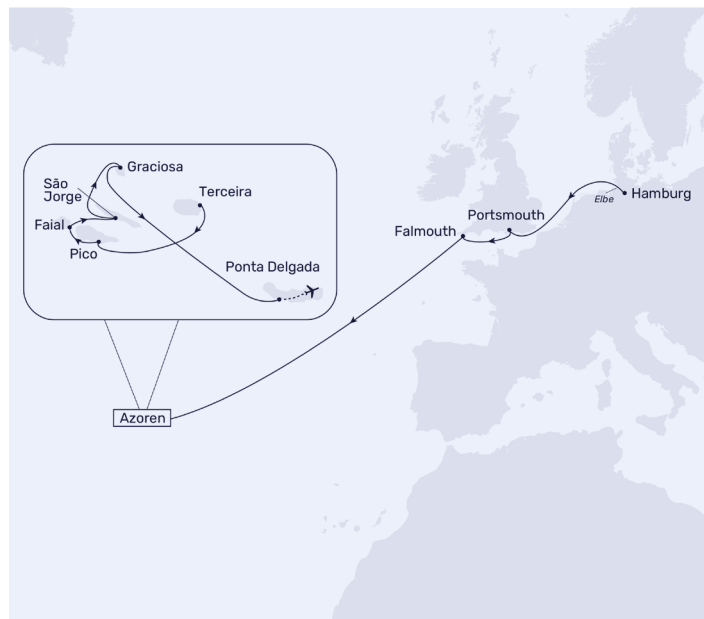 Graciosa
São
Jorge
Terceira
Faial
Pico
Ponta Delgada
Azoren
Hamburg
Elbe
Portsmouth
Falmouth